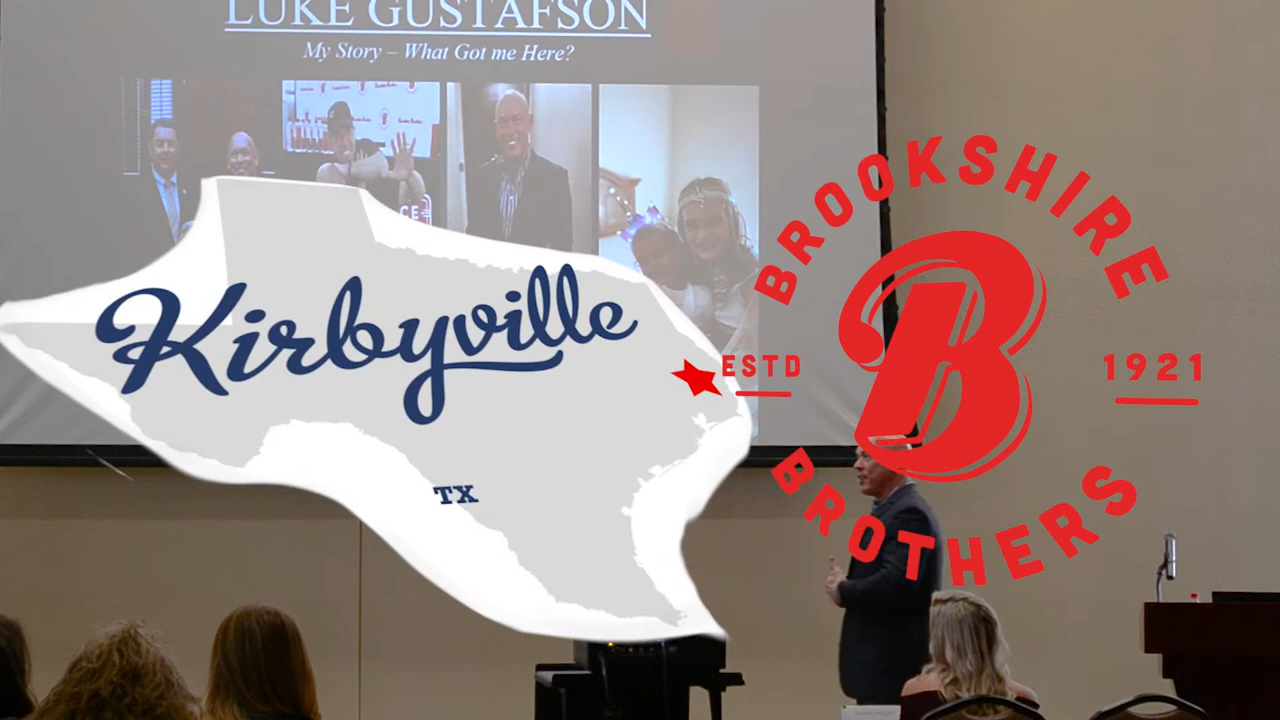 LUKE GUSTAFSON
My Story – What Got me Here?
Kirbyville
TX
BROOKSHIRE
B
ESTD 1921
BROTHERS